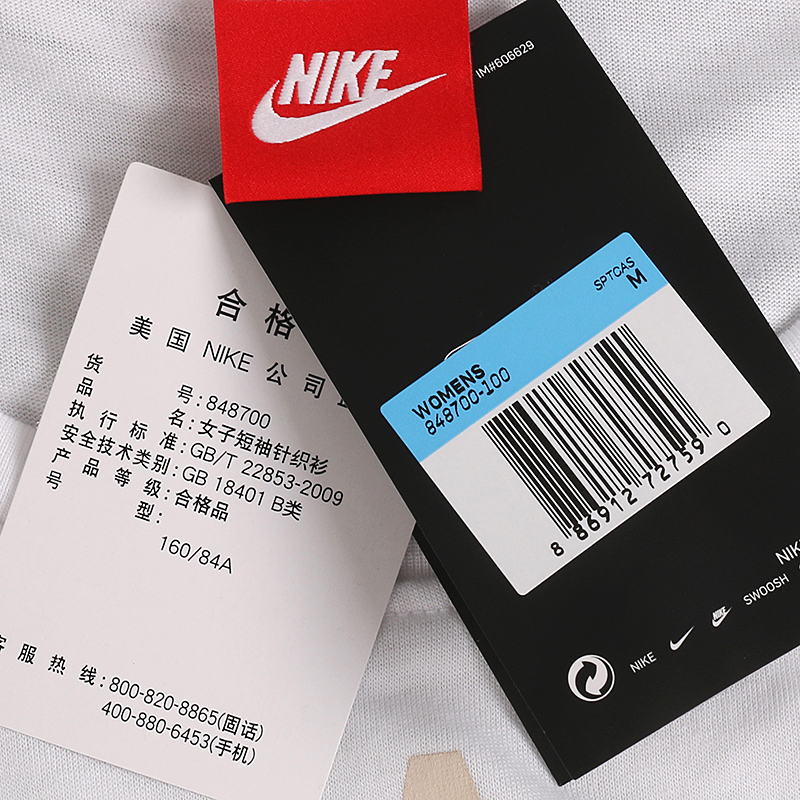 NIKE
IM#606629
SPTCAS
M
WOMENS
848700-100
8 86912 72759 0
NIKE
NIKE
NIKE
SWOOSH
合格
美国 NIKE 公司
货 号:848700
品 名:女子短袖针织衫
执行标准:GB/T 22853-2009
安全技术类别:GB 18401 B类
产品等级:合格品
号 型:
160/84A
客服热线:800-820-8865(固话)
400-880-6453(手机)